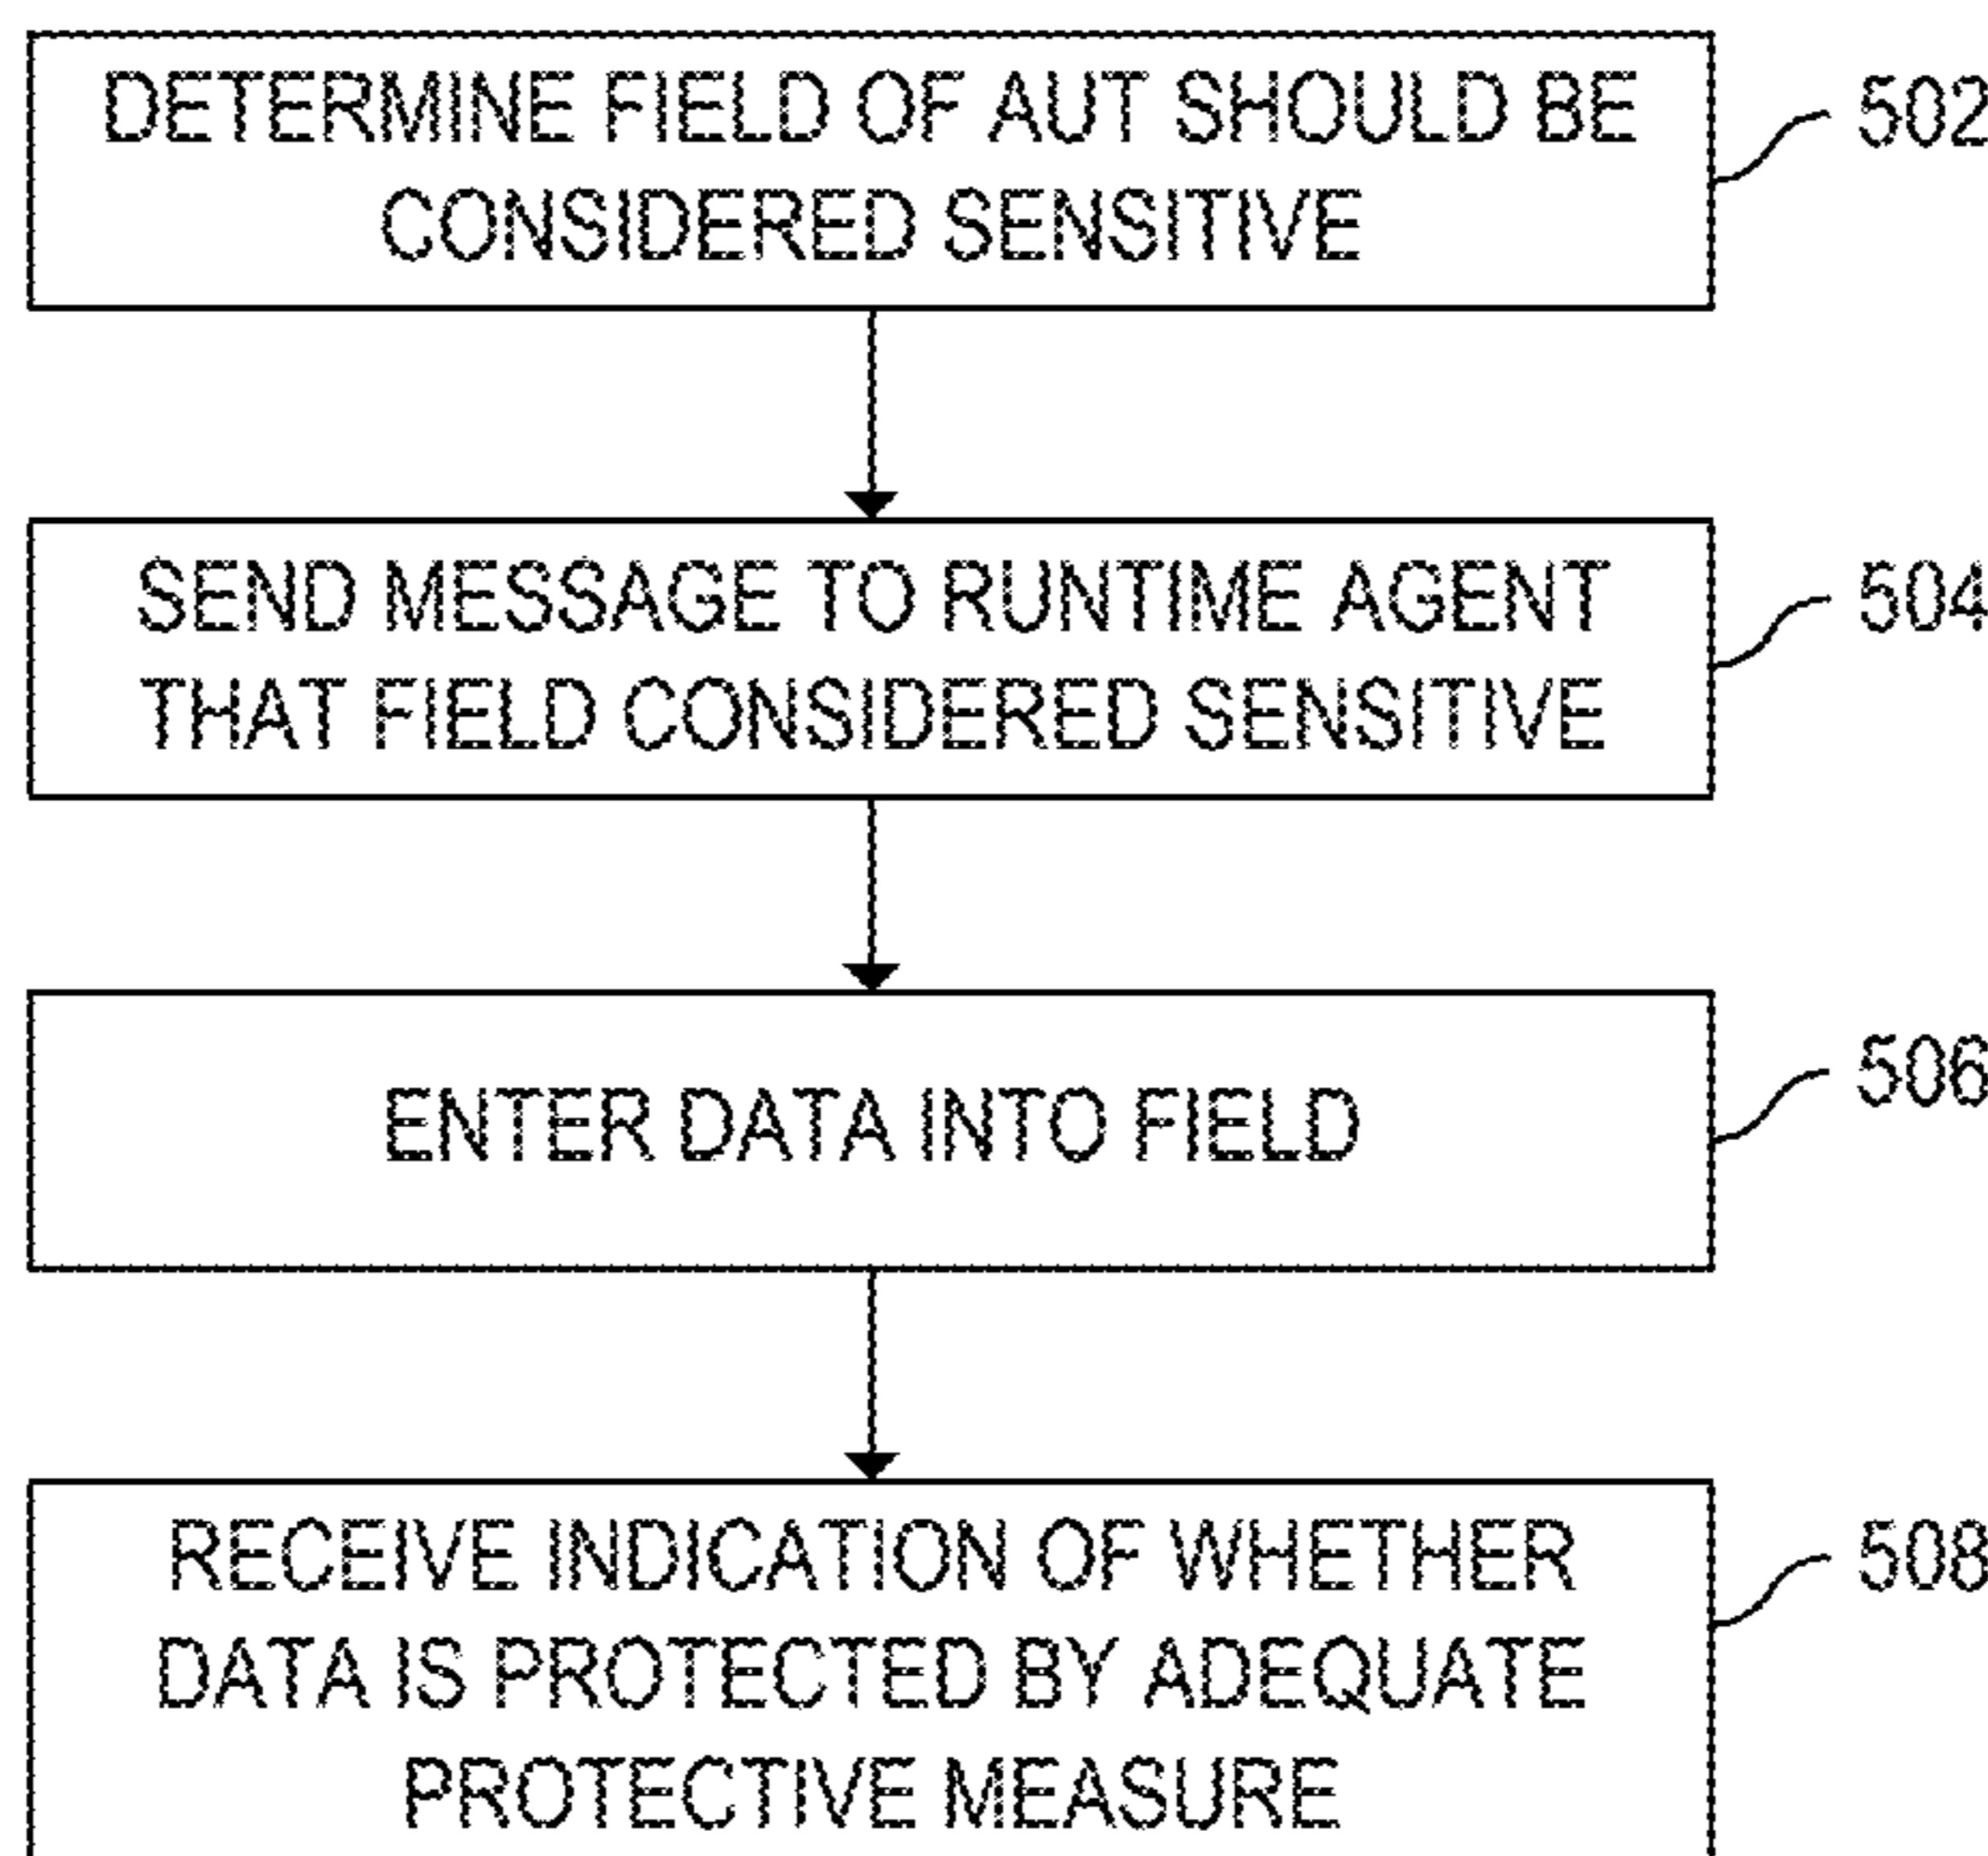 DETERMINE FIELD OF AUT SHOULD BE
CONSIDERED SENSITIVE
502
SEND MESSAGE TO RUNTIME AGENT
THAT FIELD CONSIDERED SENSITIVE
504
ENTER DATA INTO FIELD
506
RECEIVE INDICATION OF WHETHER
DATA IS PROTECTED BY ADEQUATE
PROTECTIVE MEASURE
508